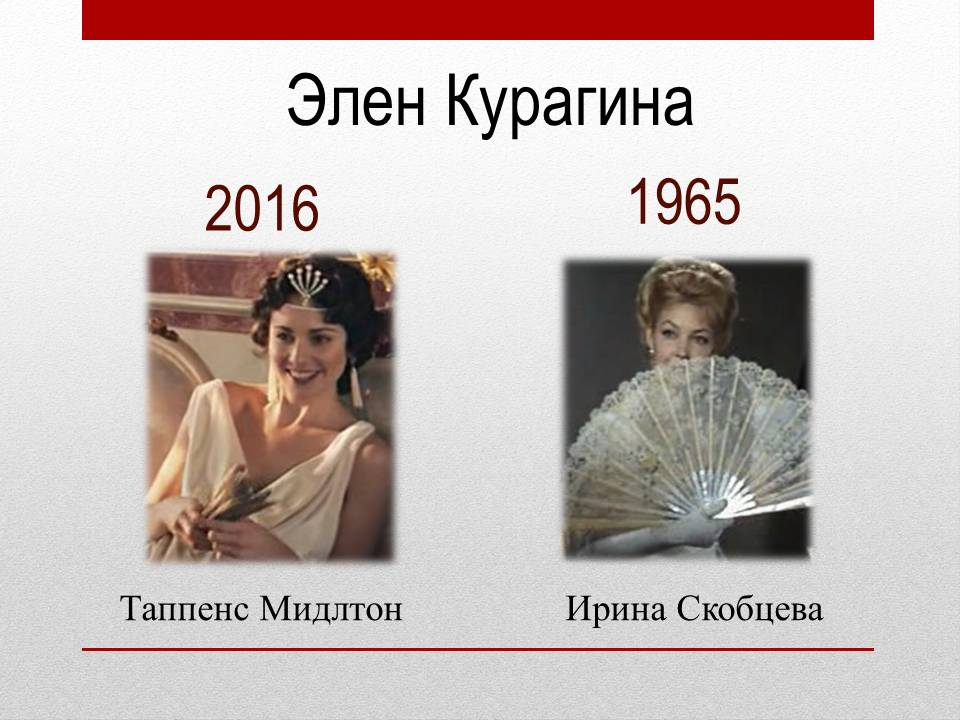 Элен Курагина
2016
1965
Таппенс Мидлтон
Ирина Скобцева